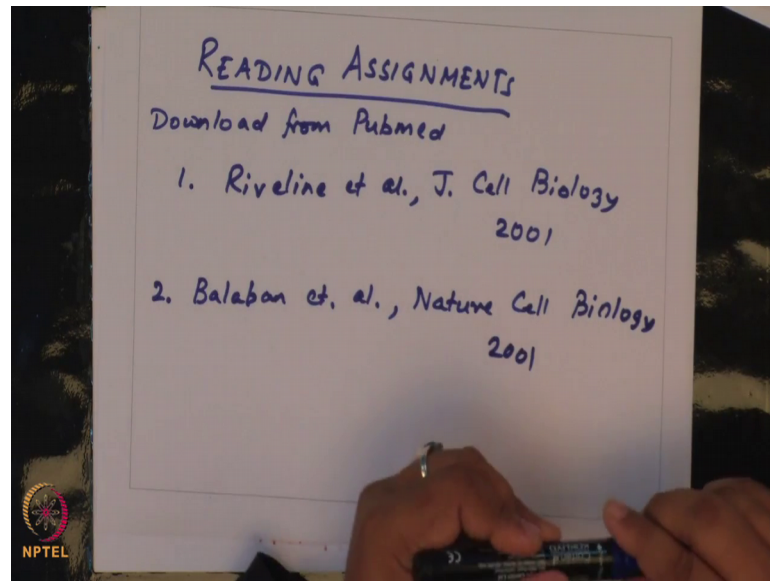 READING ASSIGNMENTS
Download from Pubmed
1. Riveline et al., J. Cell Biology
2001
2. Balaban et. al., Nature Cell Biology
2001
NPTEL